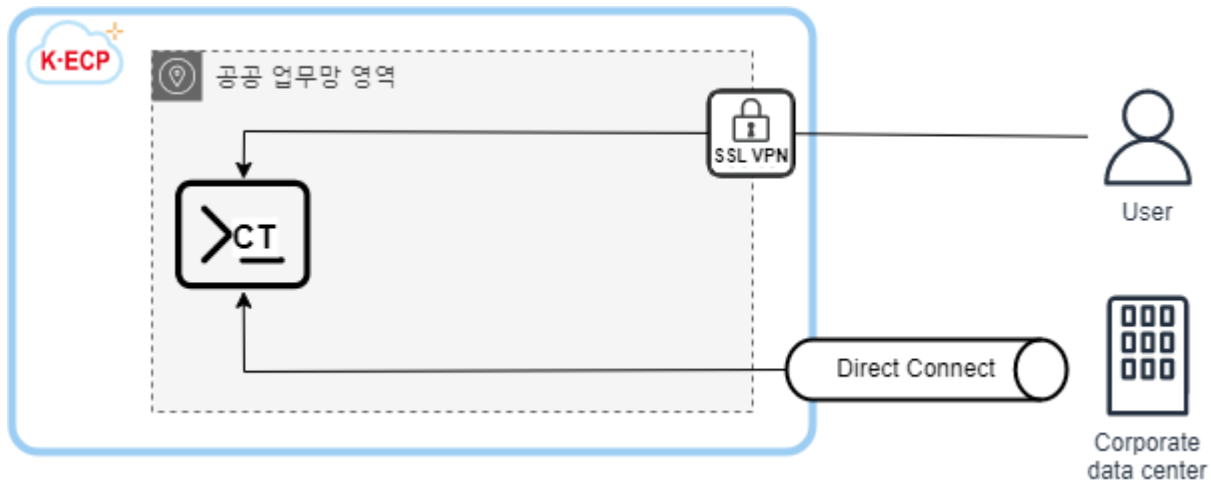 K-ECP
공공 업무망 영역
SSL VPN
User
CT
Direct Connect
Corporate
data center